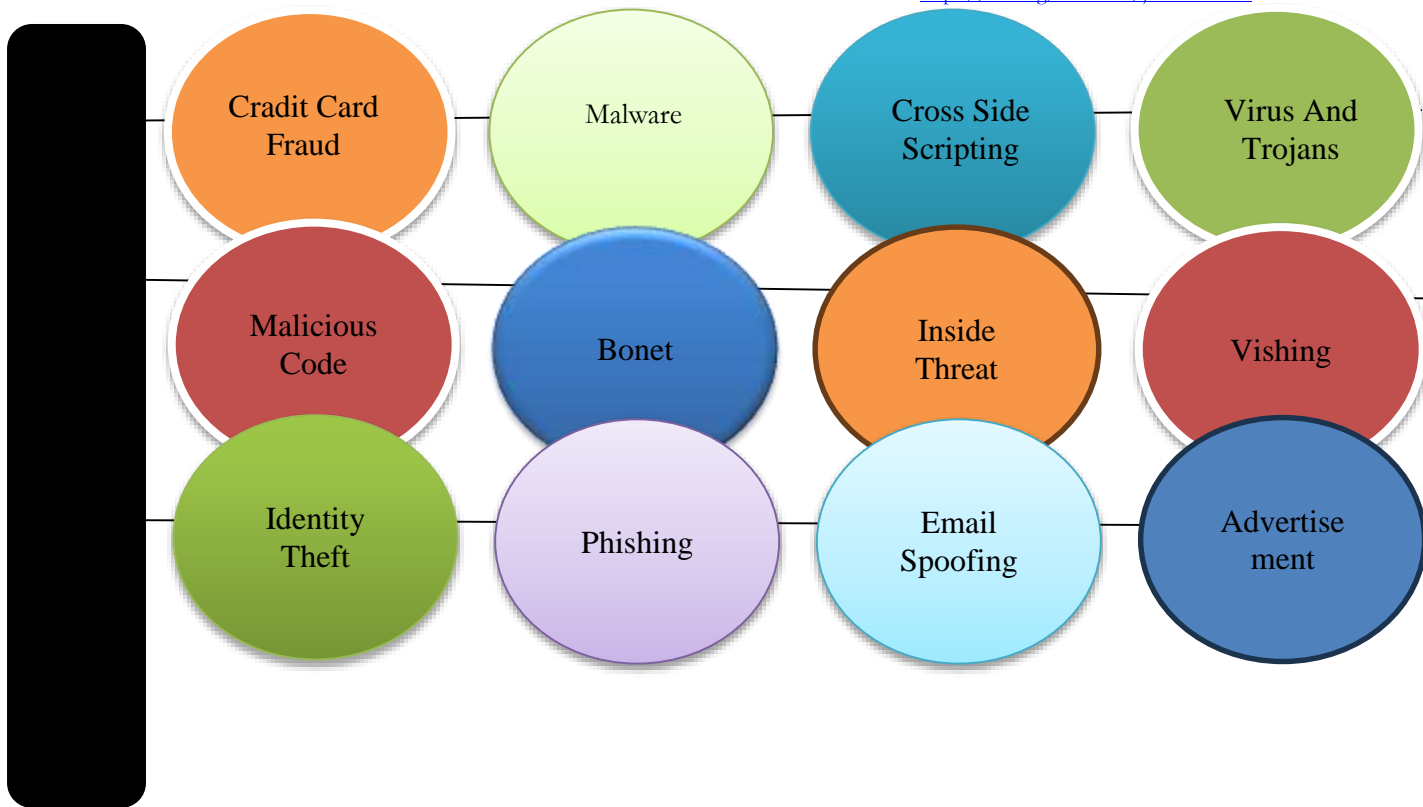 Cradit Card
Fraud
Malware
Cross Side
Scripting
Virus And
Trojans
Malicious
Code
Bonet
Inside
Threat
Vishing
Identity
Theft
Phishing
Email
Spoofing
Advertise
ment